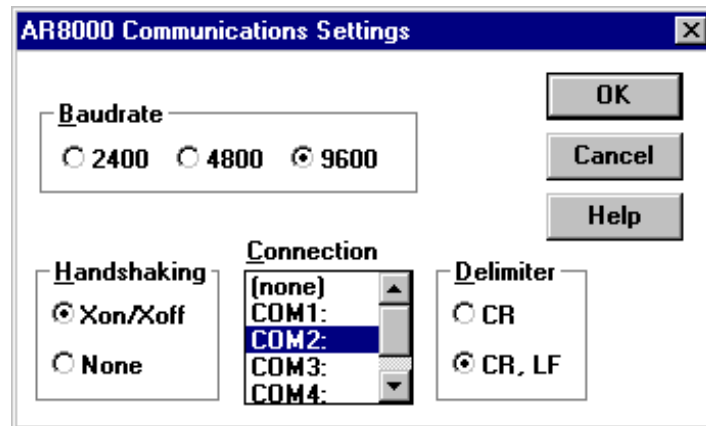 AR8000 Communications Settings
Baudrate
2400
4800
9600
OK
Cancel
Help
Handshaking
Xon/Xoff
None
Connection
(none)
COM1:
COM2:
COM3:
COM4:
Delimiter
CR
CR, LF